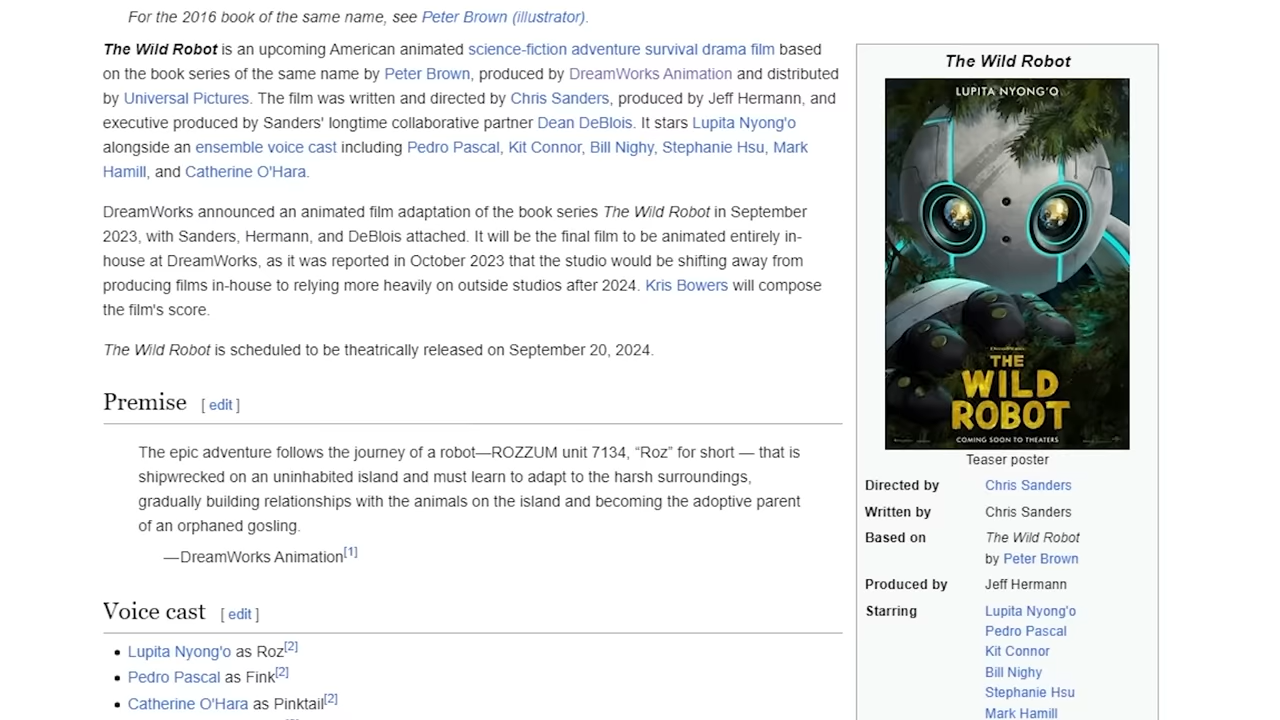 For the 2016 book of the same name, see Peter Brown (illustrator).
The Wild Robot is an upcoming American animated science-fiction adventure survival drama film based
on the book series of the same name by Peter Brown, produced by DreamWorks Animation and distributed
by Universal Pictures. The film was written and directed by Chris Sanders, produced by Jeff Hermann, and
executive produced by Sanders' longtime collaborative partner Dean DeBlois. It stars Lupita Nyong'o
alongside an ensemble voice cast including Pedro Pascal, Kit Connor, Bill Nighy, Stephanie Hsu, Mark
Hamill, and Catherine O'Hara.
DreamWorks announced an animated film adaptation of the book series The Wild Robot in September
2023, with Sanders, Hermann, and DeBlois attached. It will be the final film to be animated entirely in-
house at DreamWorks, as it was reported in October 2023 that the studio would be shifting away from
producing films in-house to relying more heavily on outside studios after 2024. Kris Bowers will compose
the film's score.
The Wild Robot is scheduled to be theatrically released on September 20, 2024.
Premise [ edit ]
The epic adventure follows the journey of a robot—ROZZUM unit 7134, “Roz” for short — that is
shipwrecked on an uninhabited island and must learn to adapt to the harsh surroundings,
gradually building relationships with the animals on the island and becoming the adoptive parent
of an orphaned gosling.
—DreamWorks Animation[1]
Voice cast [ edit ]
• Lupita Nyong'o as Roz[2]
• Pedro Pascal as Fink[2]
• Catherine O'Hara as Pinktail[2]
The Wild Robot
LUPITA NYONG'O
THE
WILD
ROBOT
COMING SOON TO THEATERS
Teaser poster
Directed by Chris Sanders
Written by Chris Sanders
Based on The Wild Robot
by Peter Brown
Produced by Jeff Hermann
Starring Lupita Nyong'o
Pedro Pascal
Kit Connor
Bill Nighy
Stephanie Hsu
Mark Hamill